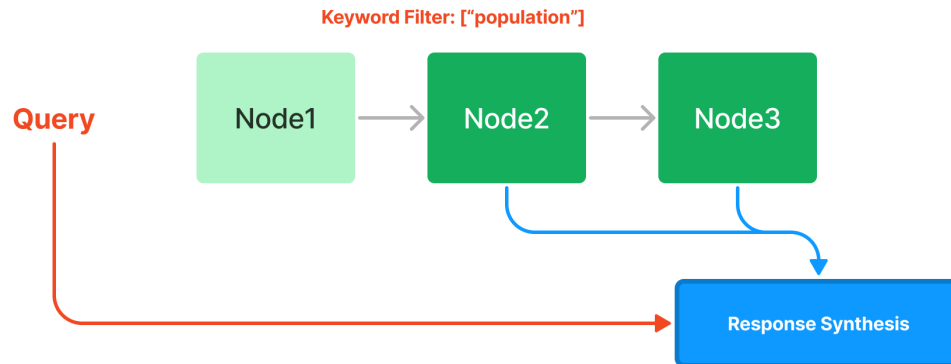 Keyword Filter: [“population”]
Query
Node1
Node2
Node3
Response Synthesis